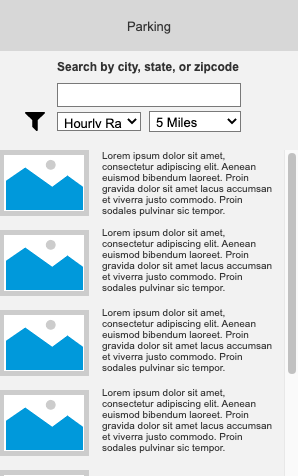 Parking
Search by city, state, or zipcode
Hourly Ra
5 Miles
Lorem ipsum dolor sit amet,
consectetur adipiscing elit. Aenean
euismod bibendum laoreet. Proin
gravida dolor sit amet lacus accumsan
et viverra justo commodo. Proin
sodales pulvinar sic tempor.
Lorem ipsum dolor sit amet,
consectetur adipiscing elit. Aenean
euismod bibendum laoreet. Proin
gravida dolor sit amet lacus accumsan
et viverra justo commodo. Proin
sodales pulvinar sic tempor.
Lorem ipsum dolor sit amet,
consectetur adipiscing elit. Aenean
euismod bibendum laoreet. Proin
gravida dolor sit amet lacus accumsan
et viverra justo commodo. Proin
sodales pulvinar sic tempor.
Lorem ipsum dolor sit amet,
consectetur adipiscing elit. Aenean
euismod bibendum laoreet. Proin
gravida dolor sit amet lacus accumsan
et viverra justo commodo. Proin
sodales pulvinar sic tempor.